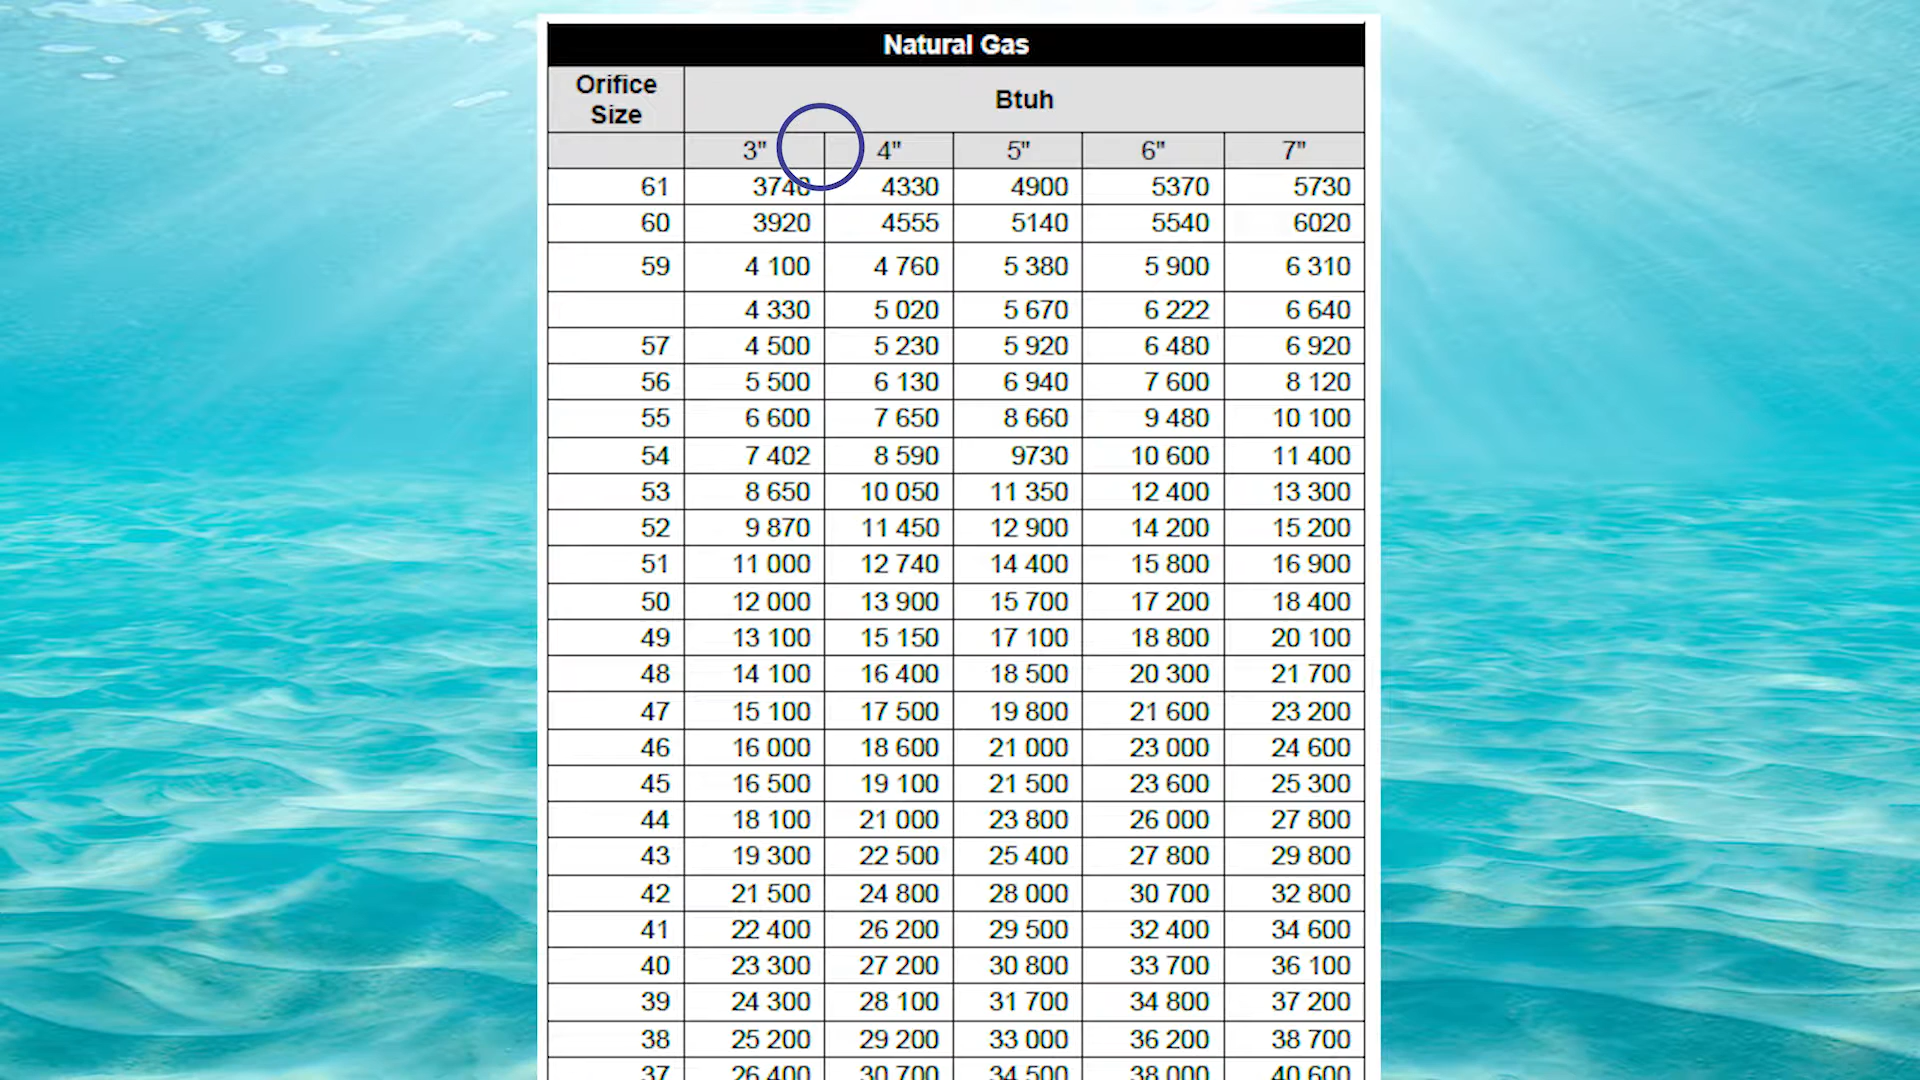 Natural Gas
Orifice Size Btuh
3" 4" 5" 6" 7"
61 3740 4330 4900 5370 5730
60 3920 4555 5140 5540 6020
59 4 100 4 760 5 380 5 900 6 310
4 330 5 020 5 670 6 222 6 640
57 4 500 5 230 5 920 6 480 6 920
56 5 500 6 130 6 940 7 600 8 120
55 6 600 7 650 8 660 9 480 10 100
54 7 402 8 590 9730 10 600 11 400
53 8 650 10 050 11 350 12 400 13 300
52 9 870 11 450 12 900 14 200 15 200
51 11 000 12 740 14 400 15 800 16 900
50 12 000 13 900 15 700 17 200 18 400
49 13 100 15 150 17 100 18 800 20 100
48 14 100 16 400 18 500 20 300 21 700
47 15 100 17 500 19 800 21 600 23 200
46 16 000 18 600 21 000 23 000 24 600
45 16 500 19 100 21 500 23 600 25 300
44 18 100 21 000 23 800 26 000 27 800
43 19 300 22 500 25 400 27 800 29 800
42 21 500 24 800 28 000 30 700 32 800
41 22 400 26 200 29 500 32 400 34 600
40 23 300 27 200 30 800 33 700 36 100
39 24 300 28 100 31 700 34 800 37 200
38 25 200 29 200 33 000 36 200 38 700
37 26 400 30 700 34 500 38 000 40 600